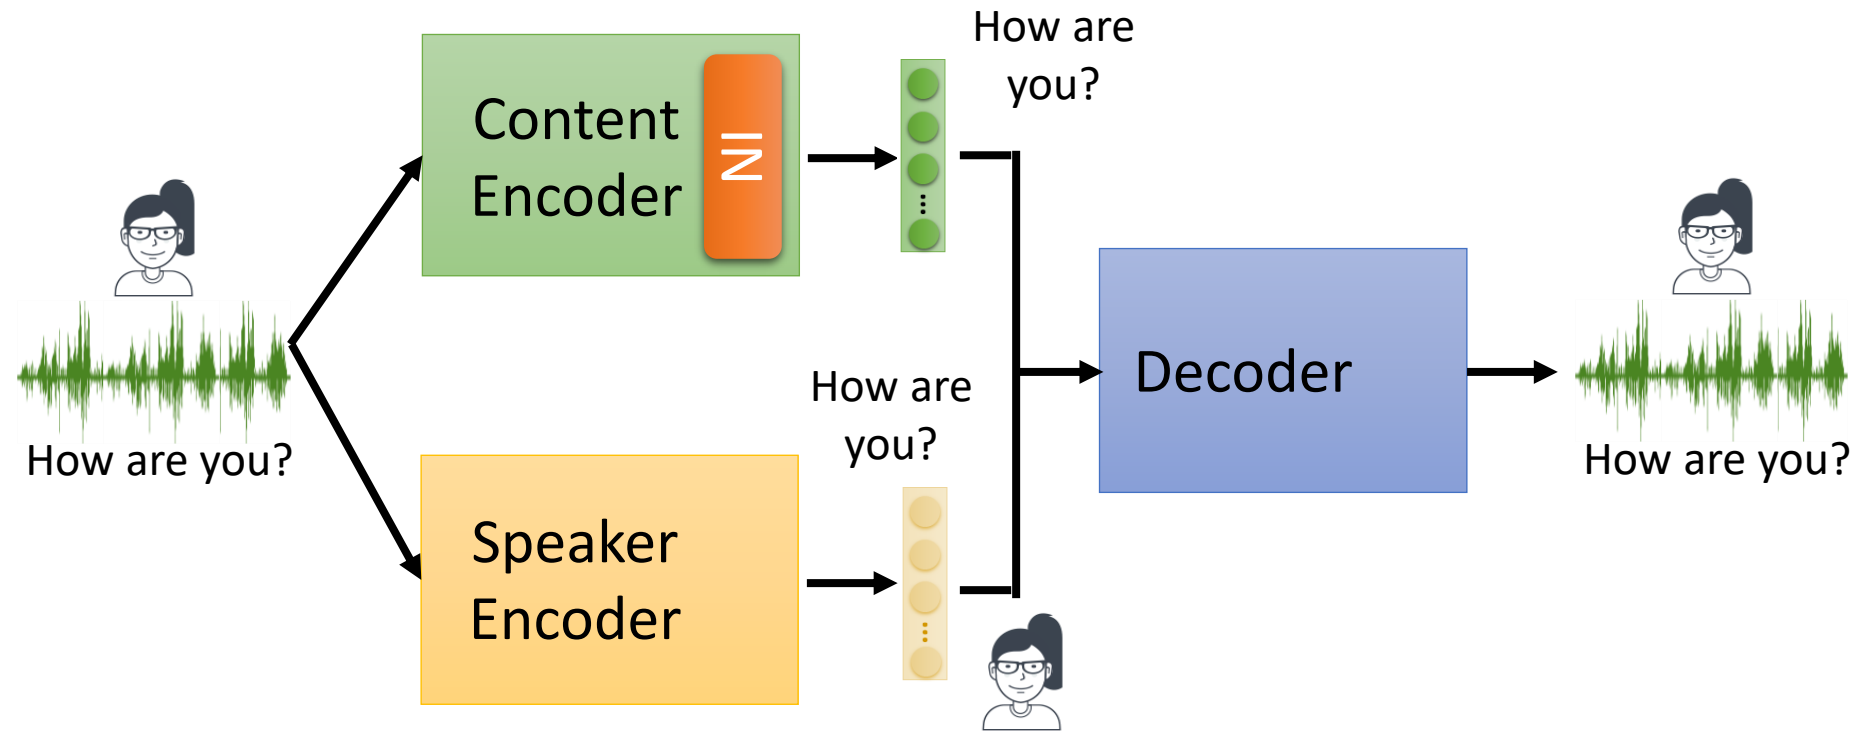 How are
you?
Content
Encoder
IN
How are you?
How are
you?
Speaker
Encoder
Decoder
How are you?